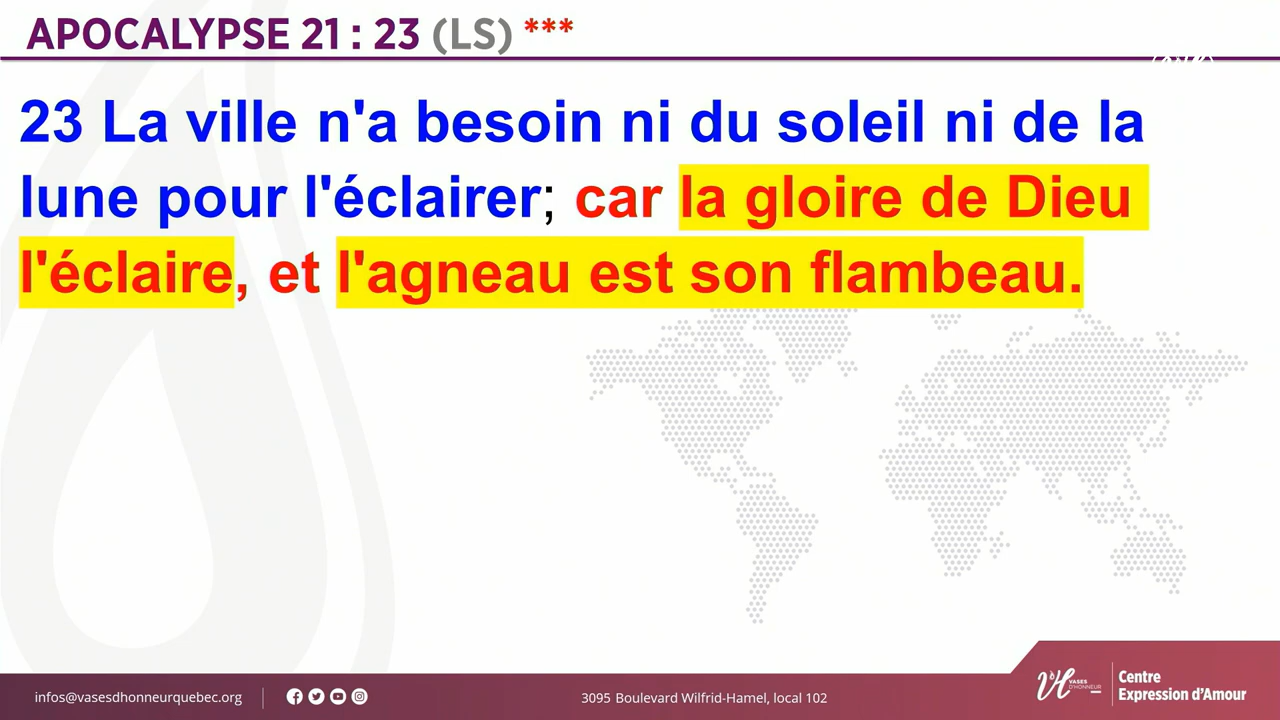 APOCALYPSE 21 : 23 (LS) ***
23 La ville n'a besoin ni du soleil ni de la
lune pour l'éclairer; car la gloire de Dieu
l'éclaire, et l'agneau est son flambeau.
infos@vasesdhonneurquebec.org
3095 Boulevard Wilfrid-Hamel, local 102
VASES
D'HONNEUR
Centre
Expression d'Amour